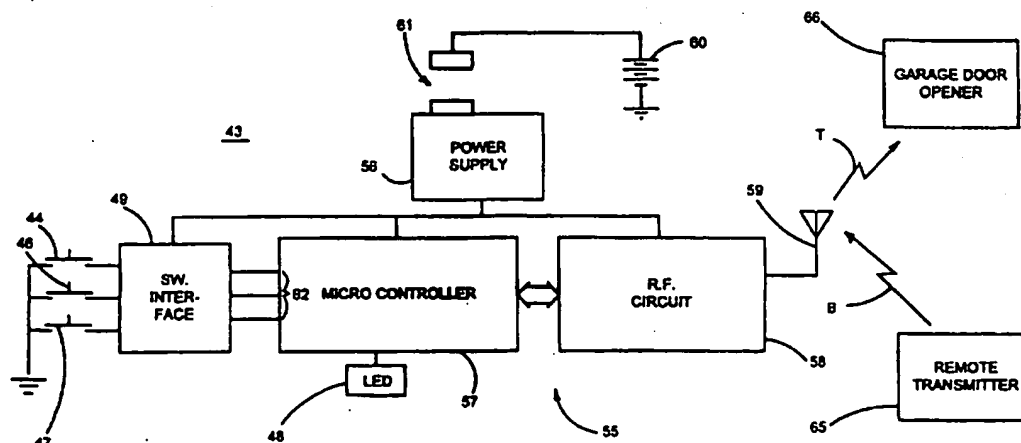 61
60
66
GARAGE DOOR
OPENER
43
POWER
SUPPLY
56
T
59
49
44
46
SW.
INTER-
FACE
62
MICRO CONTROLLER
R.F.
CIRCUIT
B
58
LED
57
REMOTE
TRANSMITTER
47
48
55
65